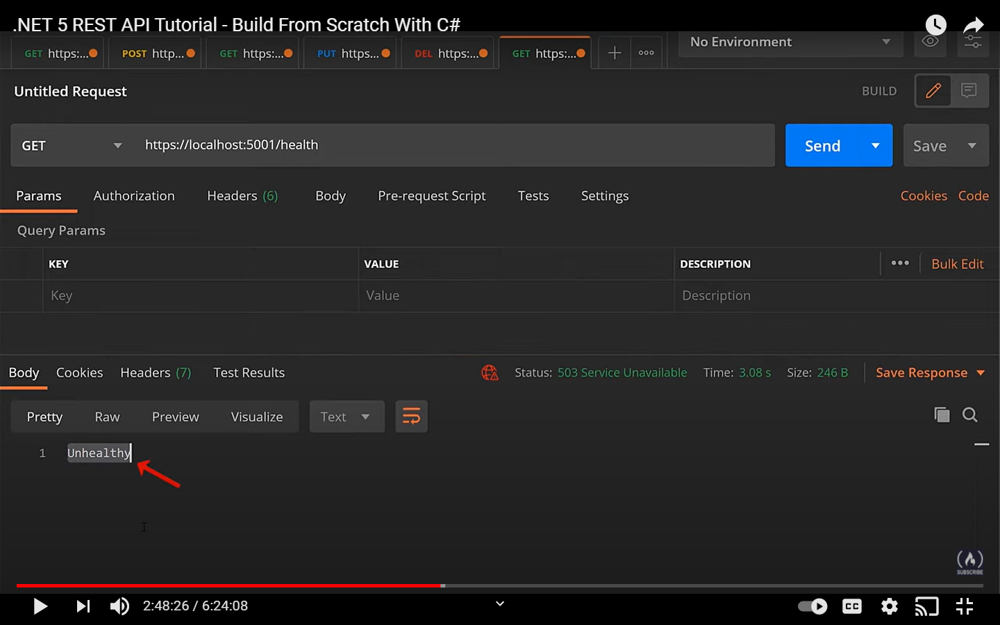 .NET 5 REST API Tutorial - Build From Scratch With C#
GET https:... POST http... GET https:... PUT https... DEL https:... GET https:... No Environment
Untitled Request BUILD
GET https://localhost:5001/health Send Save
Params Authorization Headers (6) Body Pre-request Script Tests Settings Cookies Code
Query Params
KEY VALUE DESCRIPTION Bulk Edit
Key Value Description
Body Cookies Headers (7) Test Results Status: 503 Service Unavailable Time: 3.08 s Size: 246 B Save Response
Pretty Raw Preview Visualize Text
1 Unhealthy
SUBSCRIBE
2:48:26 / 6:24:08 CC